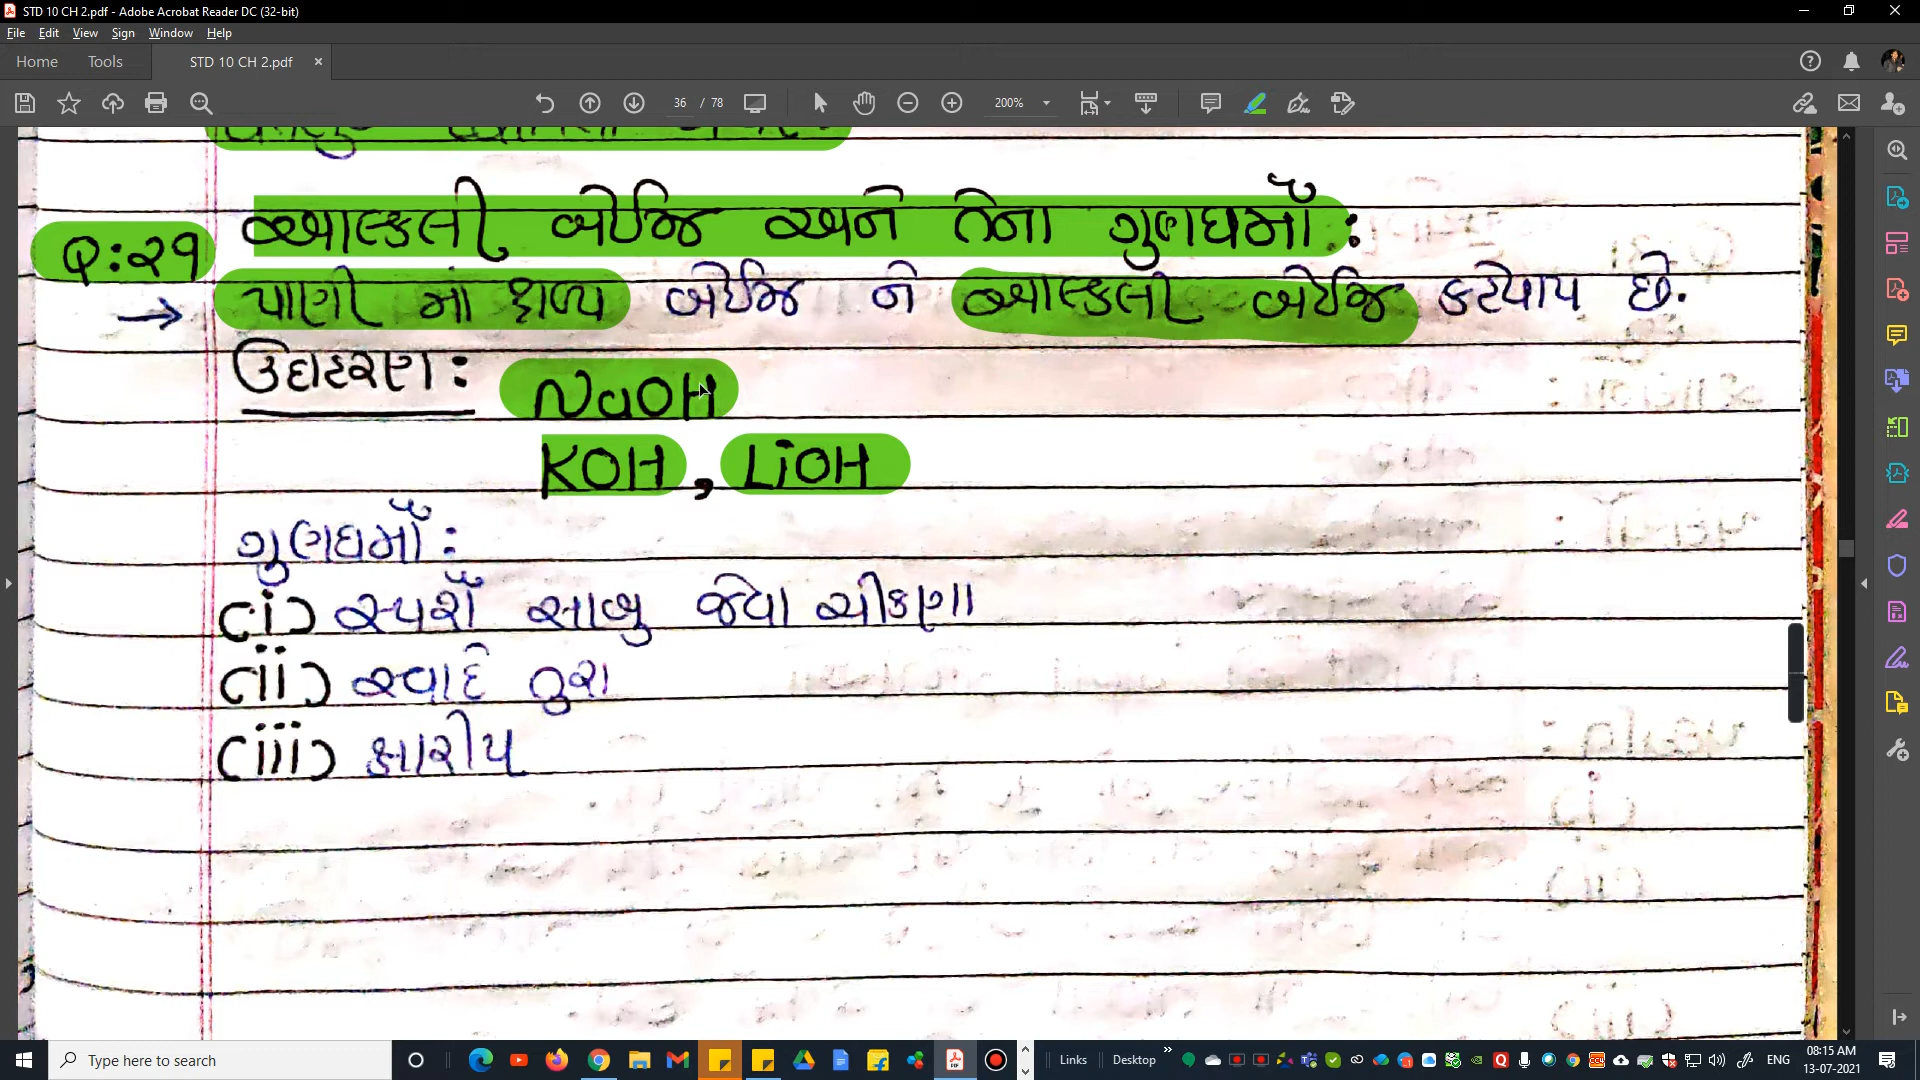 STD 10 CH 2.pdf - Adobe Acrobat Reader DC (32-bit)
File Edit View Sign Window Help
Home Tools STD 10 CH 2.pdf ×
36 / 78 200%
Q:૨૧ આલ્કલી બેઈજ અને તેના ગુણધર્મો :
→ પાણી માં દ્રાવ્ય બેઈજ ને આલ્કલી બેઈજ કહેવાય છે.
ઉદાહરણ : NaOH
KOH , LiOH
ગુણધર્મો :
(i) સ્પર્શે સાબુ જેવા ચીકણા
(ii) સ્વાદે તુરા
(iii) ક્ષારીય
Type here to search Links Desktop ENG 08:15 AM
13-07-2021